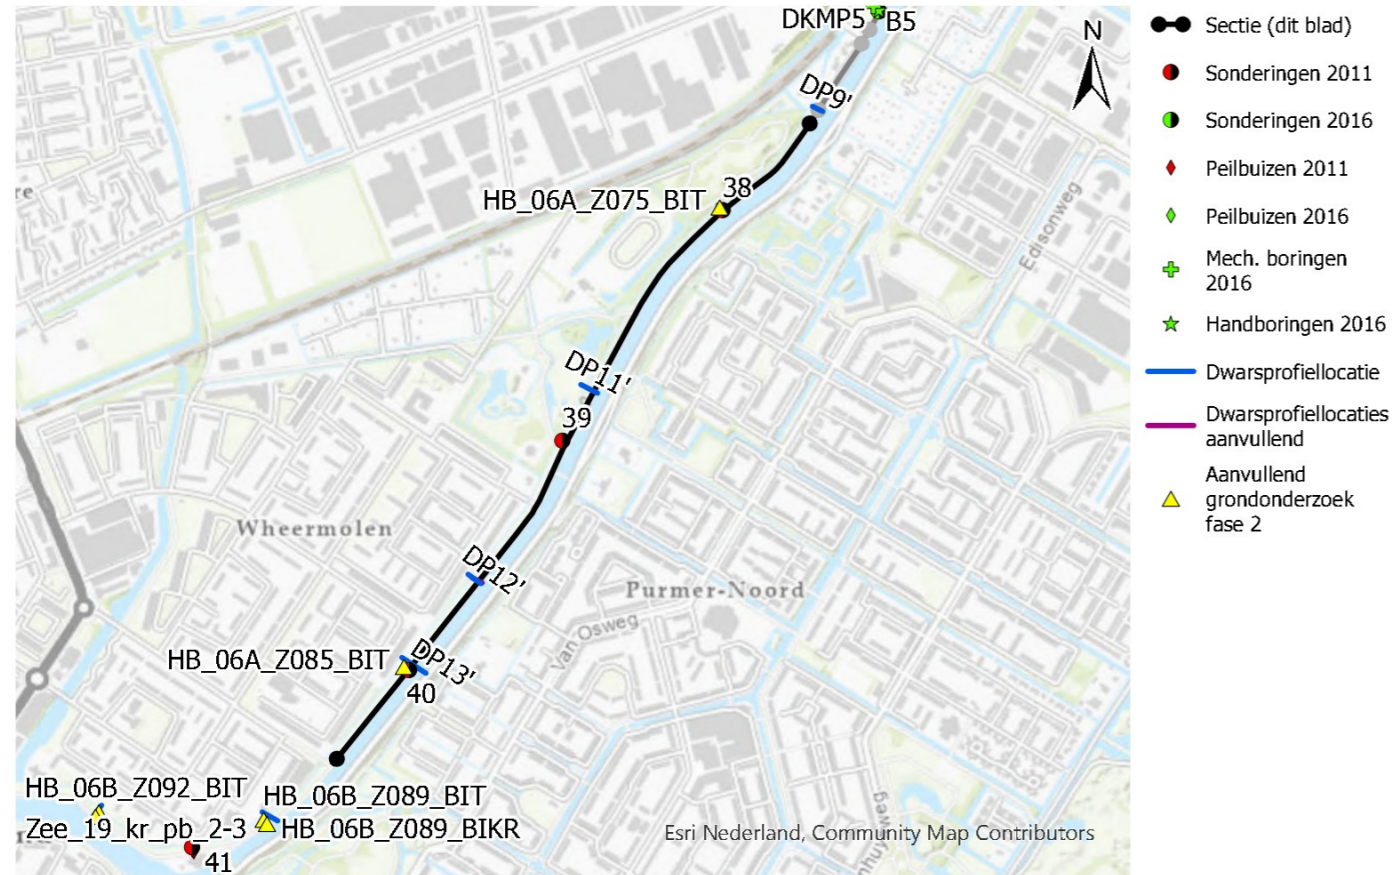 DKMP5
B5
N
DP9'
38
HB_06A_Z075_BIT
Edisonweg
DP11'
39
Wheermolen
DP12'
Purmer-Noord
Van Osweg
HB_06A_Z085_BIT
DP13'
40
HB_06B_Z092_BIT
HB_06B_Z089_BIT
Zee_19_kr_pb_2-3
HB_06B_Z089_BIKR
41
Esri Nederland, Community Map Contributors
Sectie (dit blad)
Sonderingen 2011
Sonderingen 2016
Peilbuizen 2011
Peilbuizen 2016
Mech. boringen
2016
Handboringen 2016
Dwarsprofiellocatie
Dwarsprofiellocaties
aanvullend
Aanvullend
grondonderzoek
fase 2